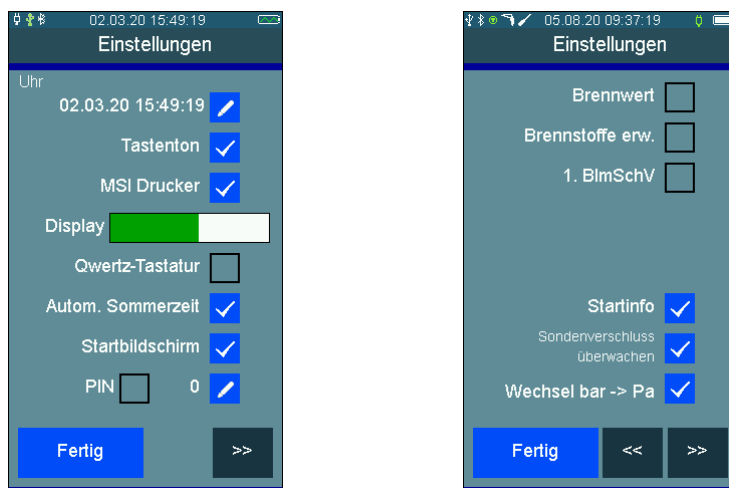 02.03.20 15:49:19
Einstellungen
Uhr
02.03.20 15:49:19
Tastenton
MSI Drucker
Display
Qwertz-Tastatur
Autom. Sommerzeit
Startbildschirm
PIN 0
Fertig >>
05.08.20 09:37:19
Einstellungen
Brennwert
Brennstoffe erw.
1. BImSchV
Startinfo
Sondenverschluss
überwachen
Wechsel bar -> Pa
Fertig << >>